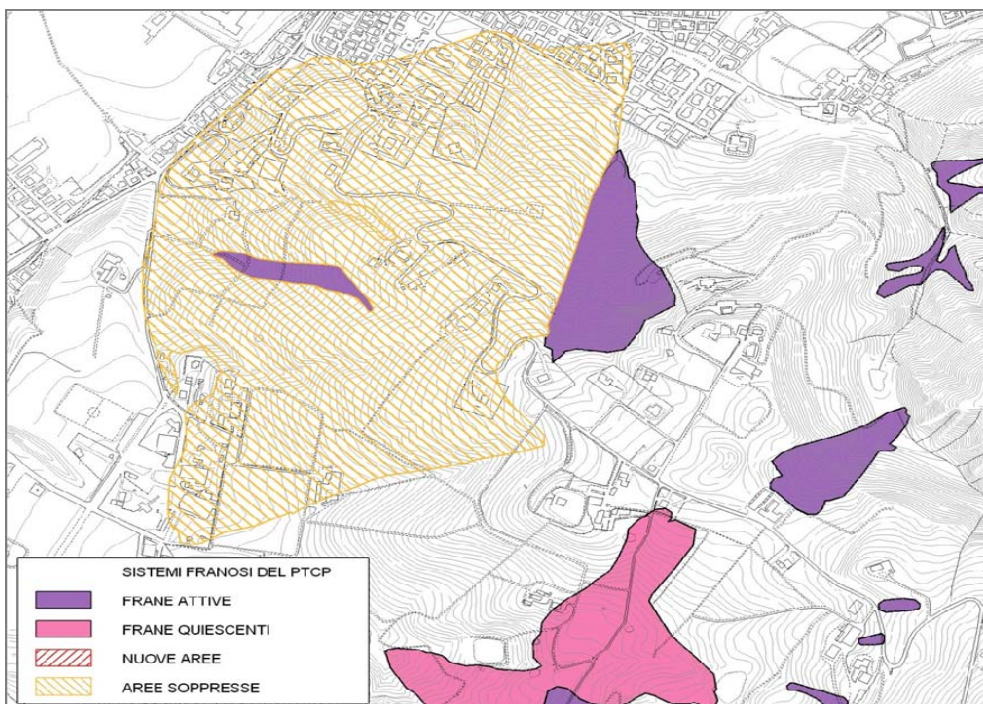 SISTEMI FRANOSI DEL PTCP
FRANE ATTIVE
FRANE QUIESCENTI
NUOVE AREE
AREE SOPPRESSE